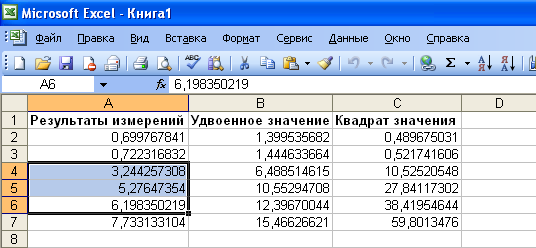 Microsoft Excel - Книга1
Файл Правка Вид Вставка Формат Сервис Данные Окно Справка
A6 6,198350219
A B C D
1 Результаты измерений Удвоенное значение Квадрат значения
2 0,699767841 1,399535682 0,489675031
3 0,722316832 1,444633664 0,521741606
4 3,244257308 6,488514615 10,52520548
5 5,27647354 10,55294708 27,84117302
6 6,198350219 12,39670044 38,41954644
7 7,733133104 15,46626621 59,8013476
8